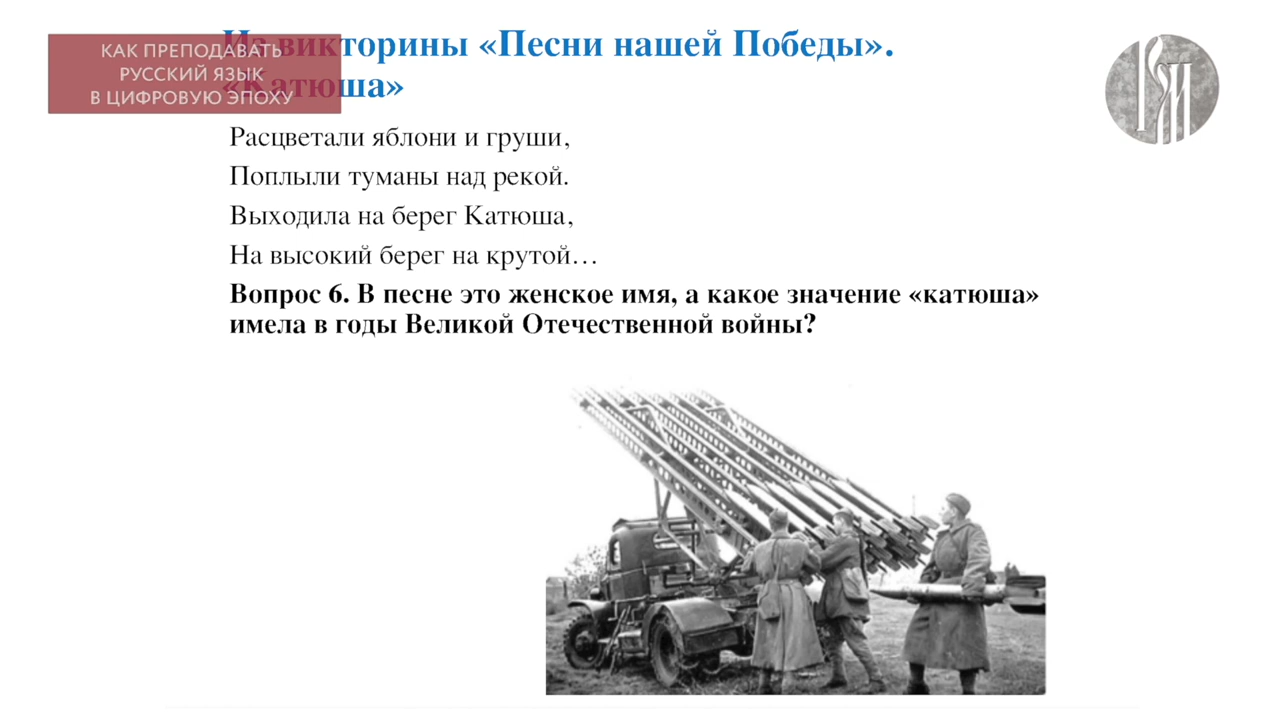 КАК ПРЕПОДАВАТЬ
РУССКИЙ ЯЗЫК
В ЦИФРОВУЮ ЭПОХУ
Из викторины «Песни нашей Победы».
«Катюша»
Расцветали яблони и груши,
Поплыли туманы над рекой.
Выходила на берег Катюша,
На высокий берег на крутой…
Вопрос 6. В песне это женское имя, а какое значение «катюша»
имела в годы Великой Отечественной войны?